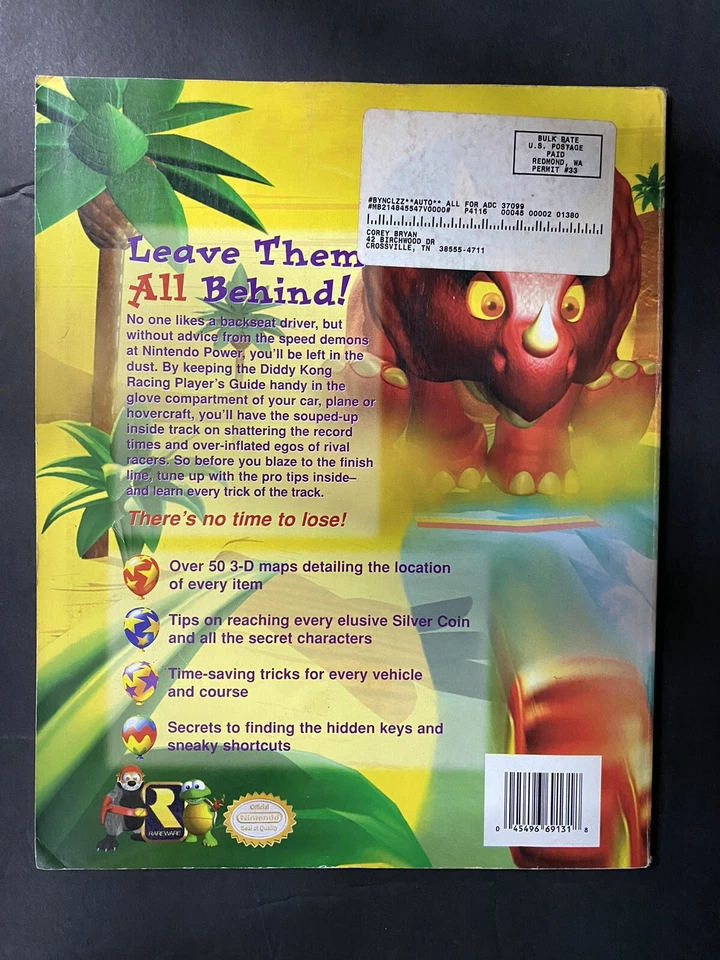 BULK RATE
U.S. POSTAGE
PAID
REDMOND, WA
PERMIT #33
#BYNCLZZ**AUTO** ALL FOR ADC 37099
#MB214845547V0000# P4116 00046 00002 01380
COREY BRYAN
42 BIRCHWOOD DR
CROSSVILLE, TN 38555-4711
Leave Them
All Behind!
No one likes a backseat driver, but
without advice from the speed demons
at Nintendo Power, you'll be left in the
dust. By keeping the Diddy Kong
Racing Player's Guide handy in the
glove compartment of your car, plane or
hovercraft, you'll have the souped-up
inside track on shattering the record
times and over-inflated egos of rival
racers. So before you blaze to the finish
line, tune up with the pro tips inside–
and learn every trick of the track.
There's no time to lose!
Over 50 3-D maps detailing the location
of every item
Tips on reaching every elusive Silver Coin
and all the secret characters
Time-saving tricks for every vehicle
and course
Secrets to finding the hidden keys and
sneaky shortcuts
R
RAREWARE
Official
Nintendo
Seal of Quality
0 45496 69131 8